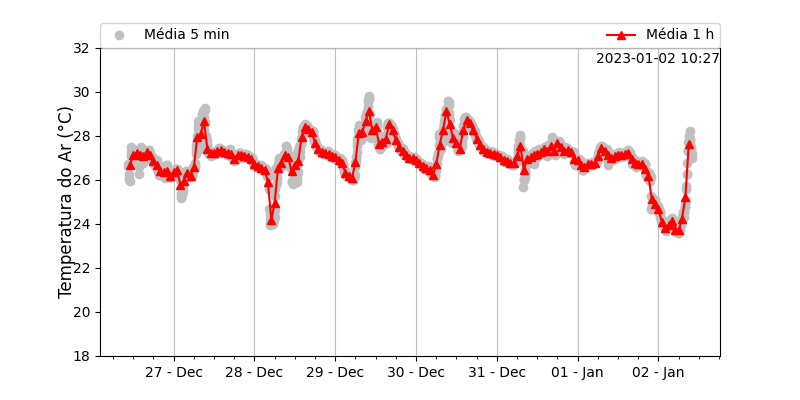 Média 5 min
Média 1 h
2023-01-02 10:27
Temperatura do Ar (°C)
32
30
28
26
24
22
20
18
27 - Dec
28 - Dec
29 - Dec
30 - Dec
31 - Dec
01 - Jan
02 - Jan